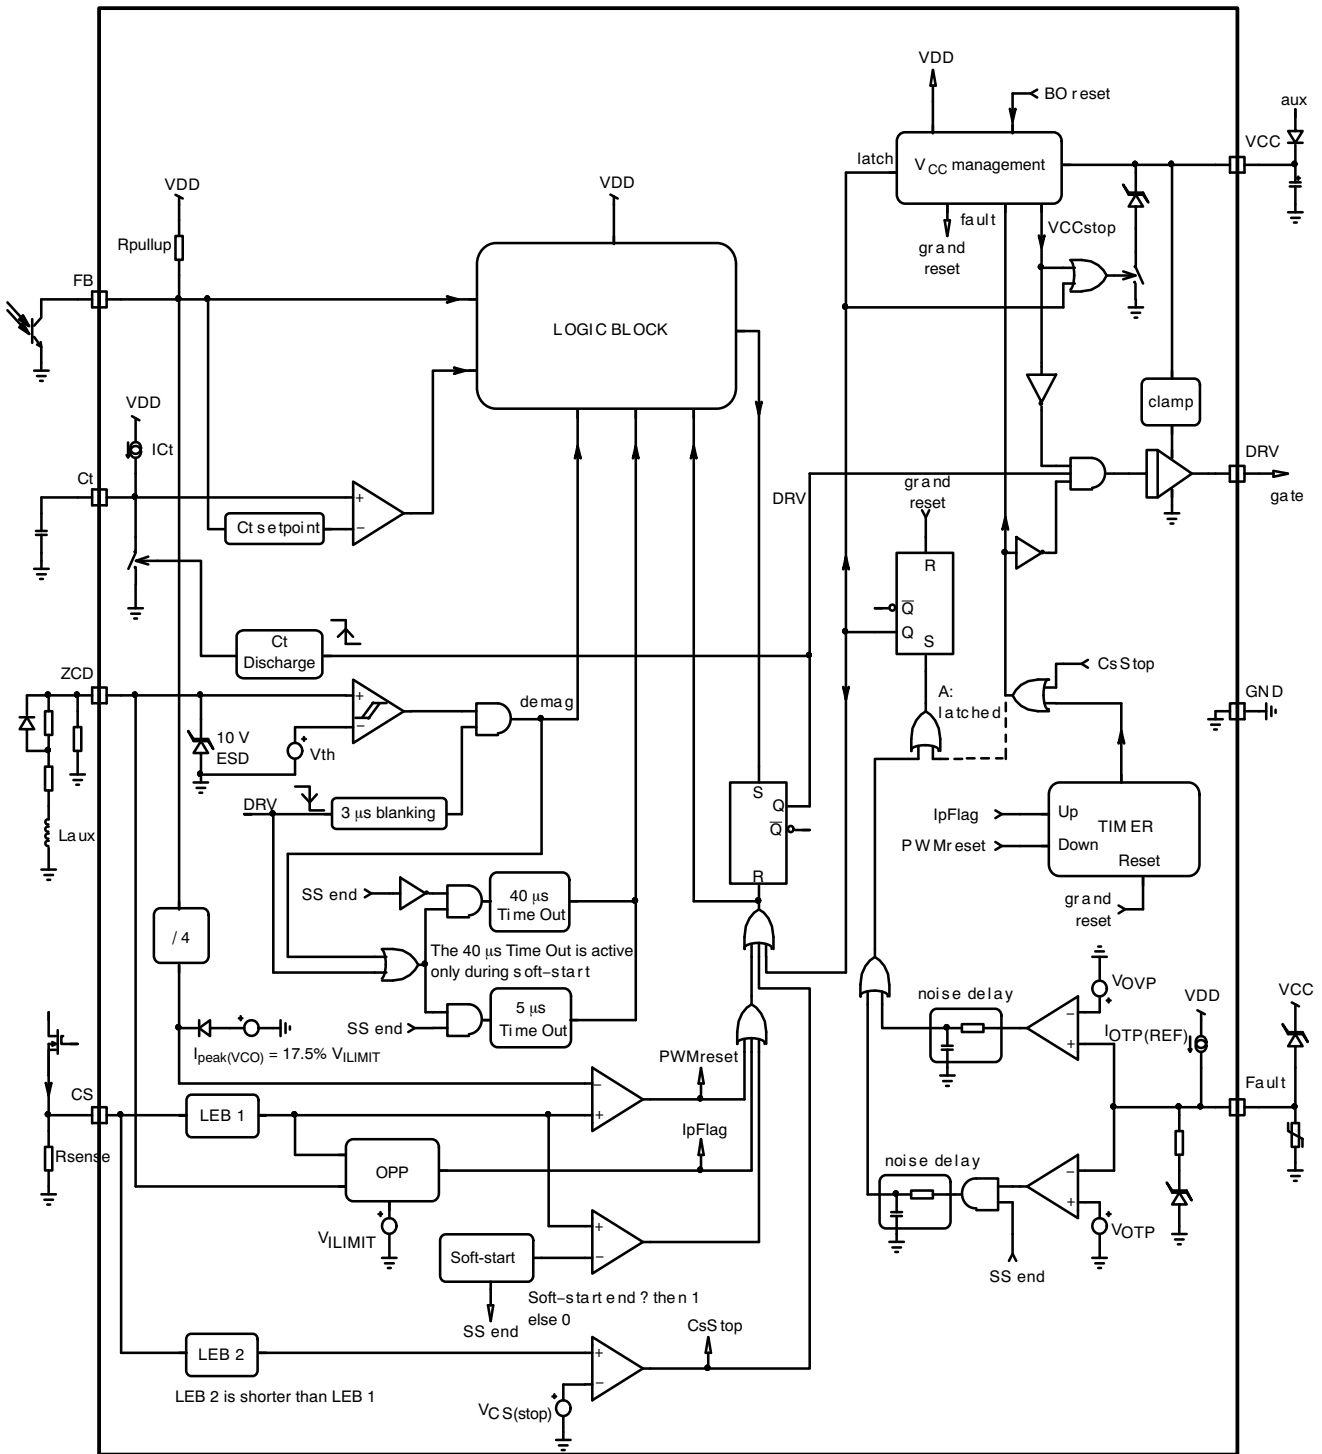 VDD
BO reset
aux
VCC
latch
VCC management
VDD
VDD
fault
VCCstop
grand
reset
Rpullup
FB
LOGIC BLOCK
VDD
clamp
ICt
DRV
Ct
grand
reset
DRV
gate
+
Ct setpoint
−
R
Q
Q
S
Ct
Discharge
CsStop
ZCD
+
demag
A:
latched
GND
−
10 V
ESD
+
Vth
S
Q
Q
R
DRV
3 µs blanking
IpFlag
Up
TIMER
PWMreset
Down
Reset
Laux
SS end
40 µs
Time Out
grand
reset
/ 4
The 40 µs Time Out is active
only during soft−start
VOVP
+
noise delay
VDD
VCC
5 µs
Time Out
−
SS end
+
IOTP(REF)
+
Ipeak(VCO) = 17.5% VILIMIT
PWMreset
−
Fault
CS
LEB 1
+
IpFlag
Rsense
OPP
noise delay
−
+
+
VILIMIT
+
VOTP
+
Soft−start
−
SS end
Soft−start end ? then 1
else 0
SS end
CsStop
LEB 2
+
LEB 2 is shorter than LEB 1
−
+
VCS(stop)